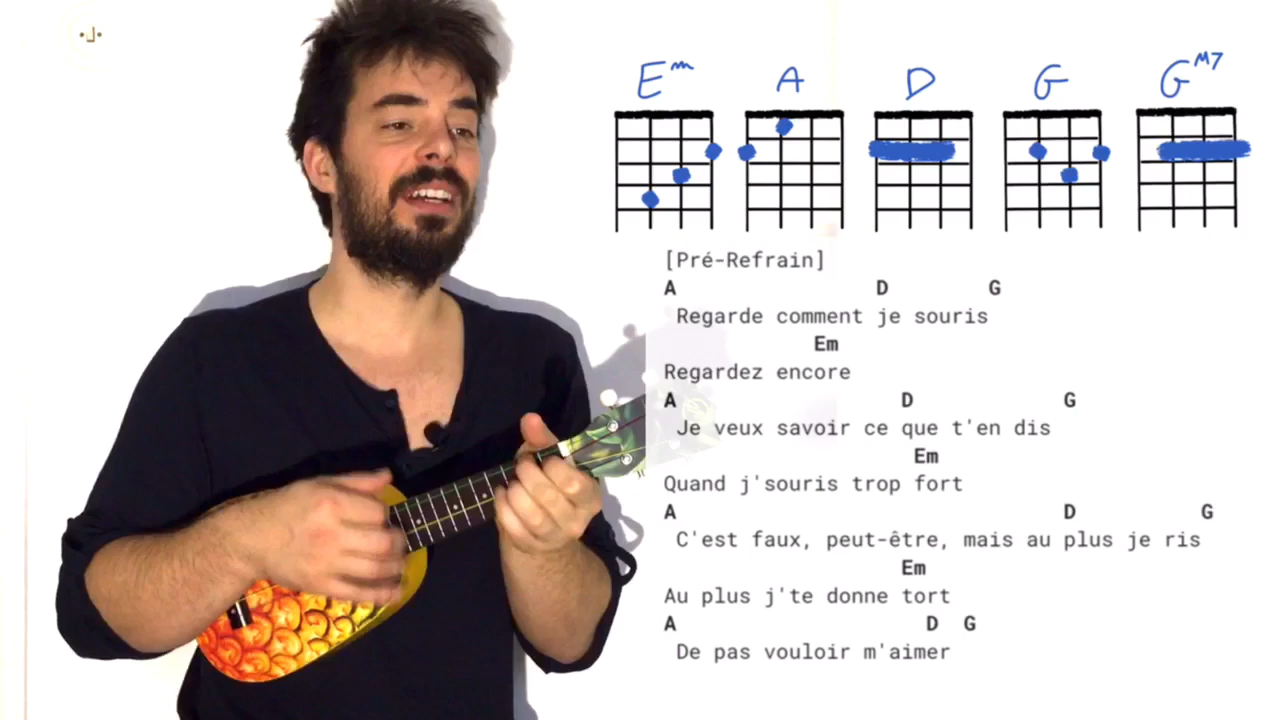 Em A D G GM7
[Pré-Refrain]
A D G
Regarde comment je souris
Em
Regardez encore
A D G
Je veux savoir ce que t'en dis
Em
Quand j'souris trop fort
A D G
C'est faux, peut-être, mais au plus je ris
Em
Au plus j'te donne tort
A D G
De pas vouloir m'aimer